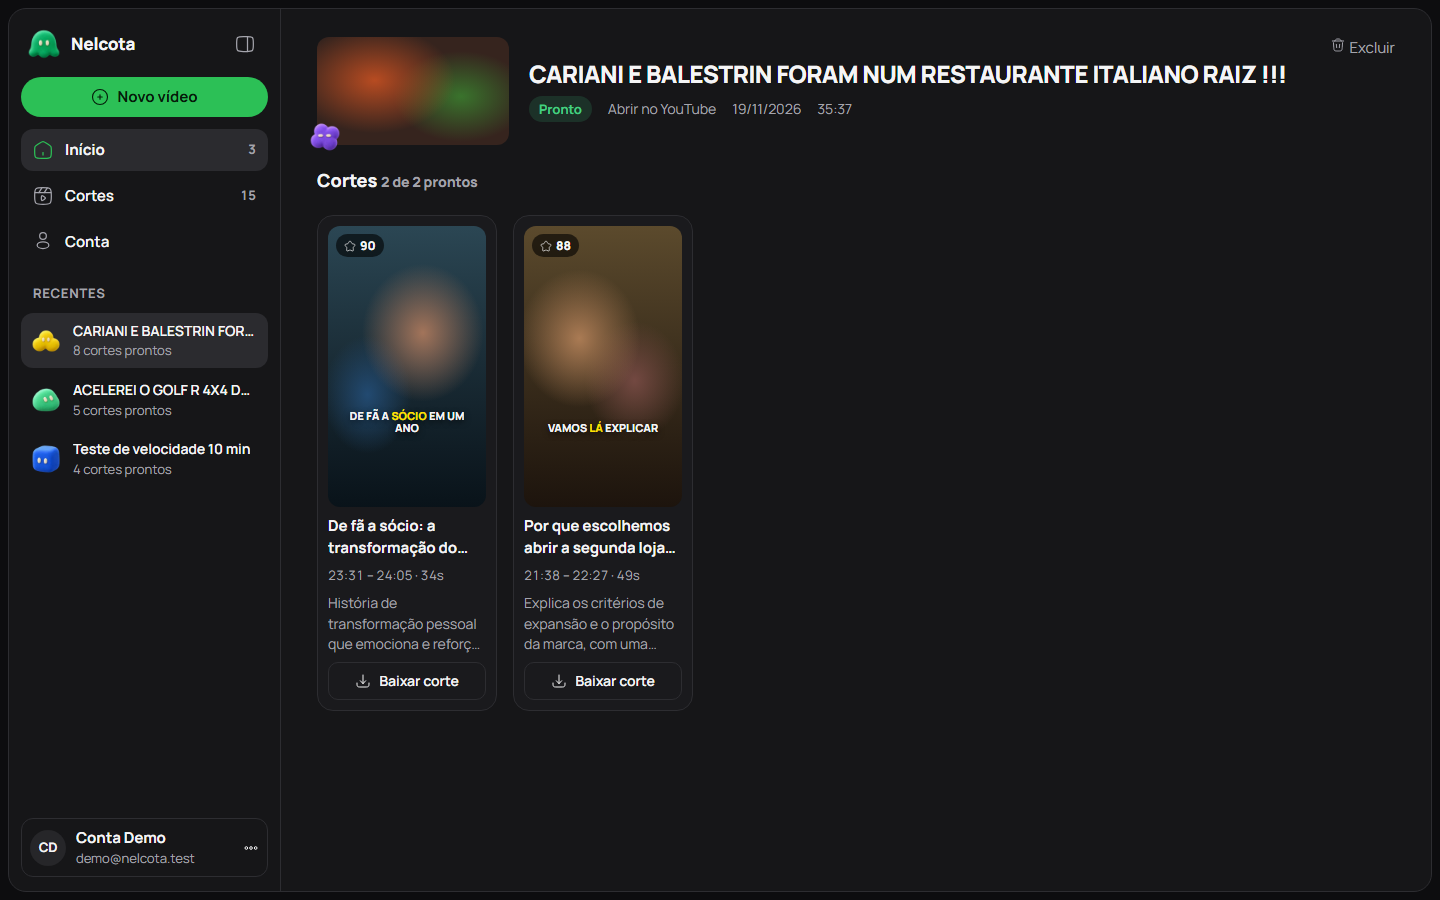 Nelcota
Novo vídeo
Início 3
Cortes 15
Conta
RECENTES
CARIANI E BALESTRIN FOR...
8 cortes prontos
ACELEREI O GOLF R 4X4 D...
5 cortes prontos
Teste de velocidade 10 min
4 cortes prontos
CD
Conta Demo
demo@nelcota.test
Excluir
CARIANI E BALESTRIN FORAM NUM RESTAURANTE ITALIANO RAIZ !!!
Pronto Abrir no YouTube 19/11/2026 35:37
Cortes 2 de 2 prontos
90
DE FÃ A SÓCIO EM UM
ANO
De fã a sócio: a
transformação do...
23:31 – 24:05 · 34s
História de
transformação pessoal
que emociona e reforç...
Baixar corte
88
VAMOS LÁ EXPLICAR
Por que escolhemos
abrir a segunda loja...
21:38 – 22:27 · 49s
Explica os critérios de
expansão e o propósito
da marca, com uma...
Baixar corte